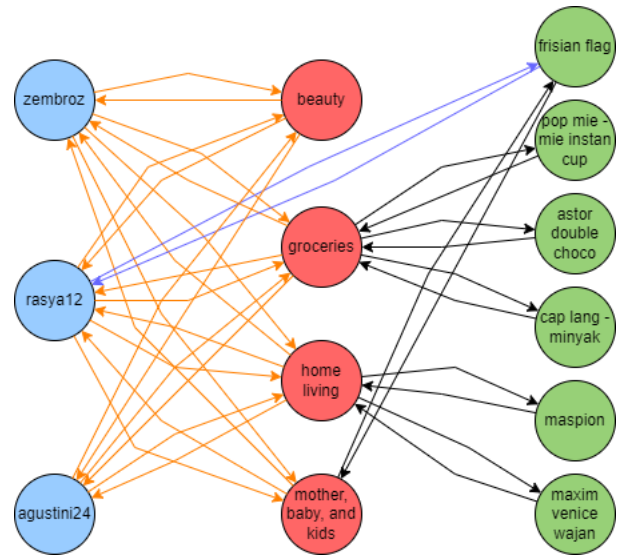 zembroz
rasya12
agustini24
beauty
groceries
home
living
mother,
baby, and
kids
frisian flag
pop mie -
mie instan
cup
astor
double
choco
cap lang -
minyak
maspion
maxim
venice
wajan